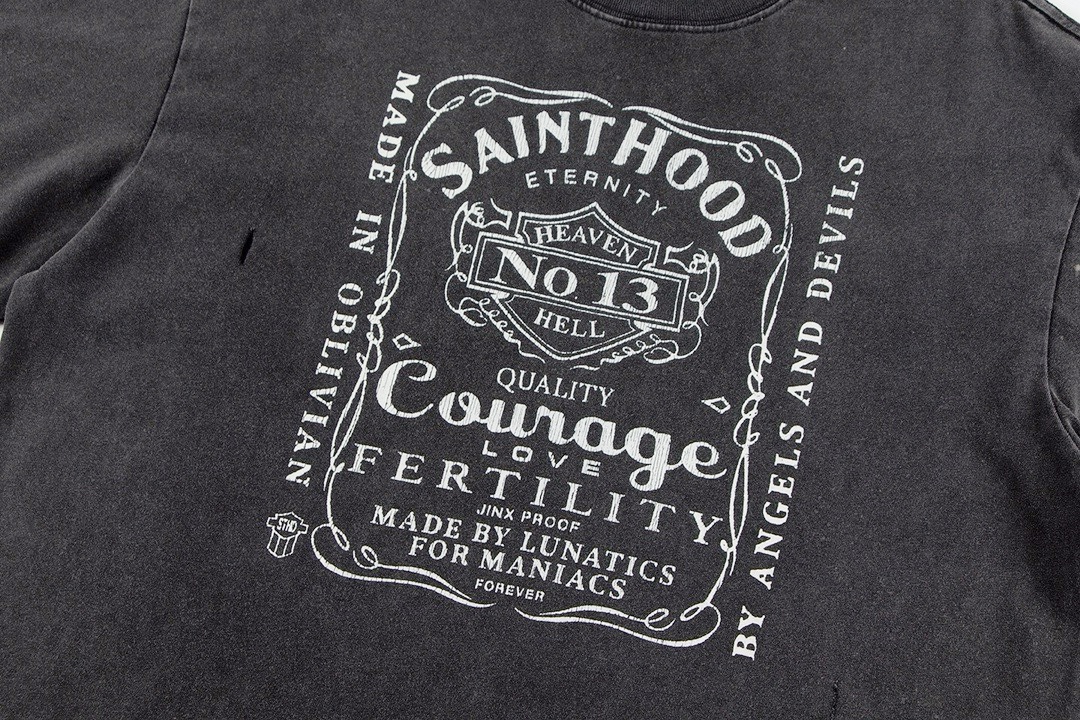 SAINTHOOD
ETERNITY
HEAVEN
No. 13
HELL
QUALITY
Courage
LOVE
FERTILITY
JINX PROOF
MADE BY LUNATICS
FOR MANIACS
FOREVER
MADE IN OBLIVIAN
BY ANGELS AND DEVILS
STHD